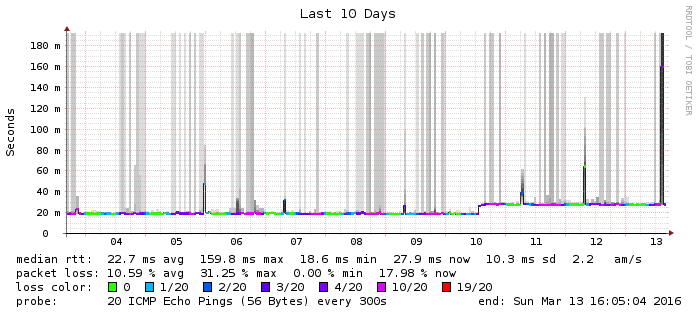 Last 10 Days
RRDTOOL / TOBI OETIKER
Seconds
180 m
160 m
140 m
120 m
100 m
80 m
60 m
40 m
20 m
0
04 05 06 07 08 09 10 11 12 13
median rtt: 22.7 ms avg 159.8 ms max 18.6 ms min 27.9 ms now 10.3 ms sd 2.2 am/s
packet loss: 10.59 % avg 31.25 % max 0.00 % min 17.98 % now
loss color: 0 1/20 2/20 3/20 4/20 10/20 19/20
probe: 20 ICMP Echo Pings (56 Bytes) every 300s end: Sun Mar 13 16:05:04 2016